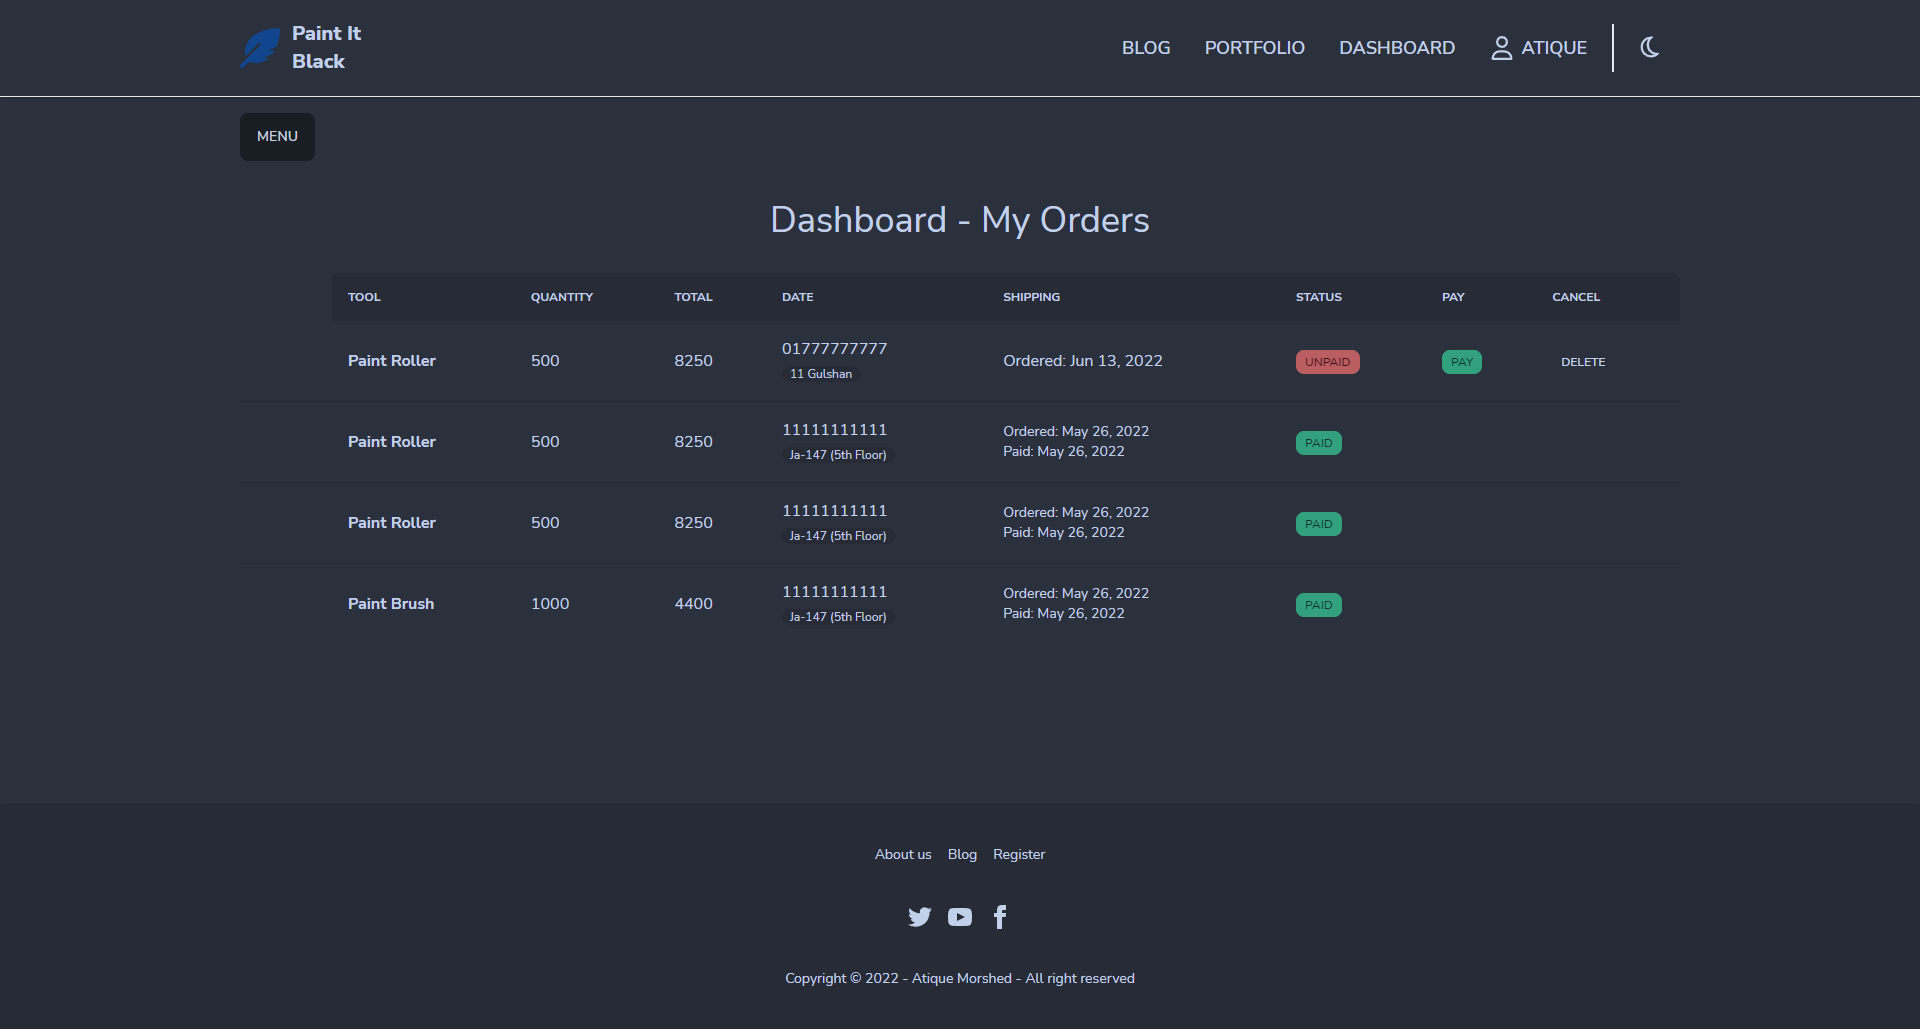 Paint It
Black
BLOG PORTFOLIO DASHBOARD ATIQUE
MENU
Dashboard - My Orders
TOOL QUANTITY TOTAL DATE SHIPPING STATUS PAY CANCEL
Paint Roller 500 8250 01777777777 Ordered: Jun 13, 2022 UNPAID PAY DELETE
11 Gulshan
Paint Roller 500 8250 11111111111 Ordered: May 26, 2022 PAID
Ja-147 (5th Floor) Paid: May 26, 2022
Paint Roller 500 8250 11111111111 Ordered: May 26, 2022 PAID
Ja-147 (5th Floor) Paid: May 26, 2022
Paint Brush 1000 4400 11111111111 Ordered: May 26, 2022 PAID
Ja-147 (5th Floor) Paid: May 26, 2022
About us Blog Register
Copyright © 2022 - Atique Morshed - All right reserved